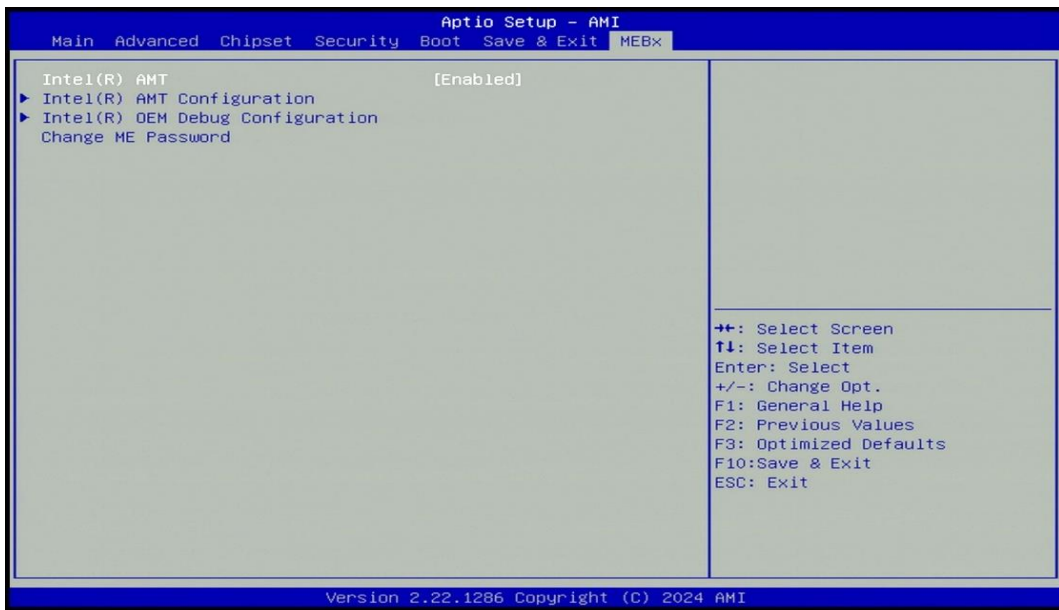 Aptio Setup – AMI
Main Advanced Chipset Security Boot Save & Exit MEBx
Intel(R) AMT [Enabled]
▶ Intel(R) AMT Configuration
▶ Intel(R) OEM Debug Configuration
Change ME Password
→←: Select Screen
↑↓: Select Item
Enter: Select
+/-: Change Opt.
F1: General Help
F2: Previous Values
F3: Optimized Defaults
F10:Save & Exit
ESC: Exit
Version 2.22.1286 Copyright (C) 2024 AMI